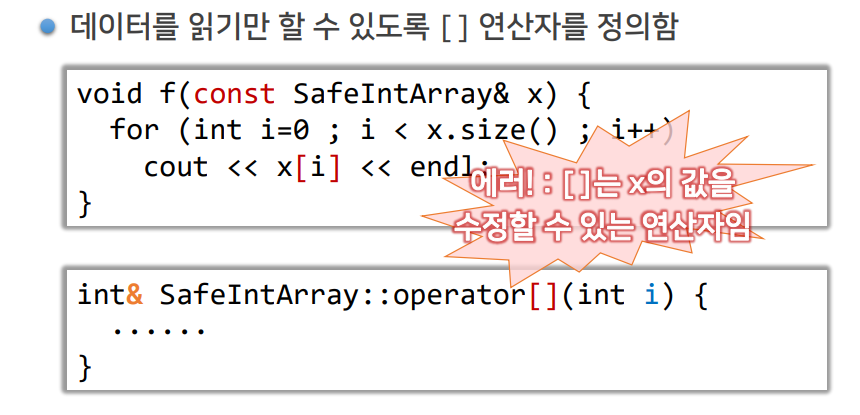 데이터를 읽기만 할 수 있도록 [ ] 연산자를 정의함
void f(const SafeIntArray& x) {
for (int i=0 ; i < x.size() ; i++)
cout << x[i] << endl;
}
에러! : [ ]는 x의 값을
수정할 수 있는 연산자임
int& SafeIntArray::operator[](int i) {
......
}